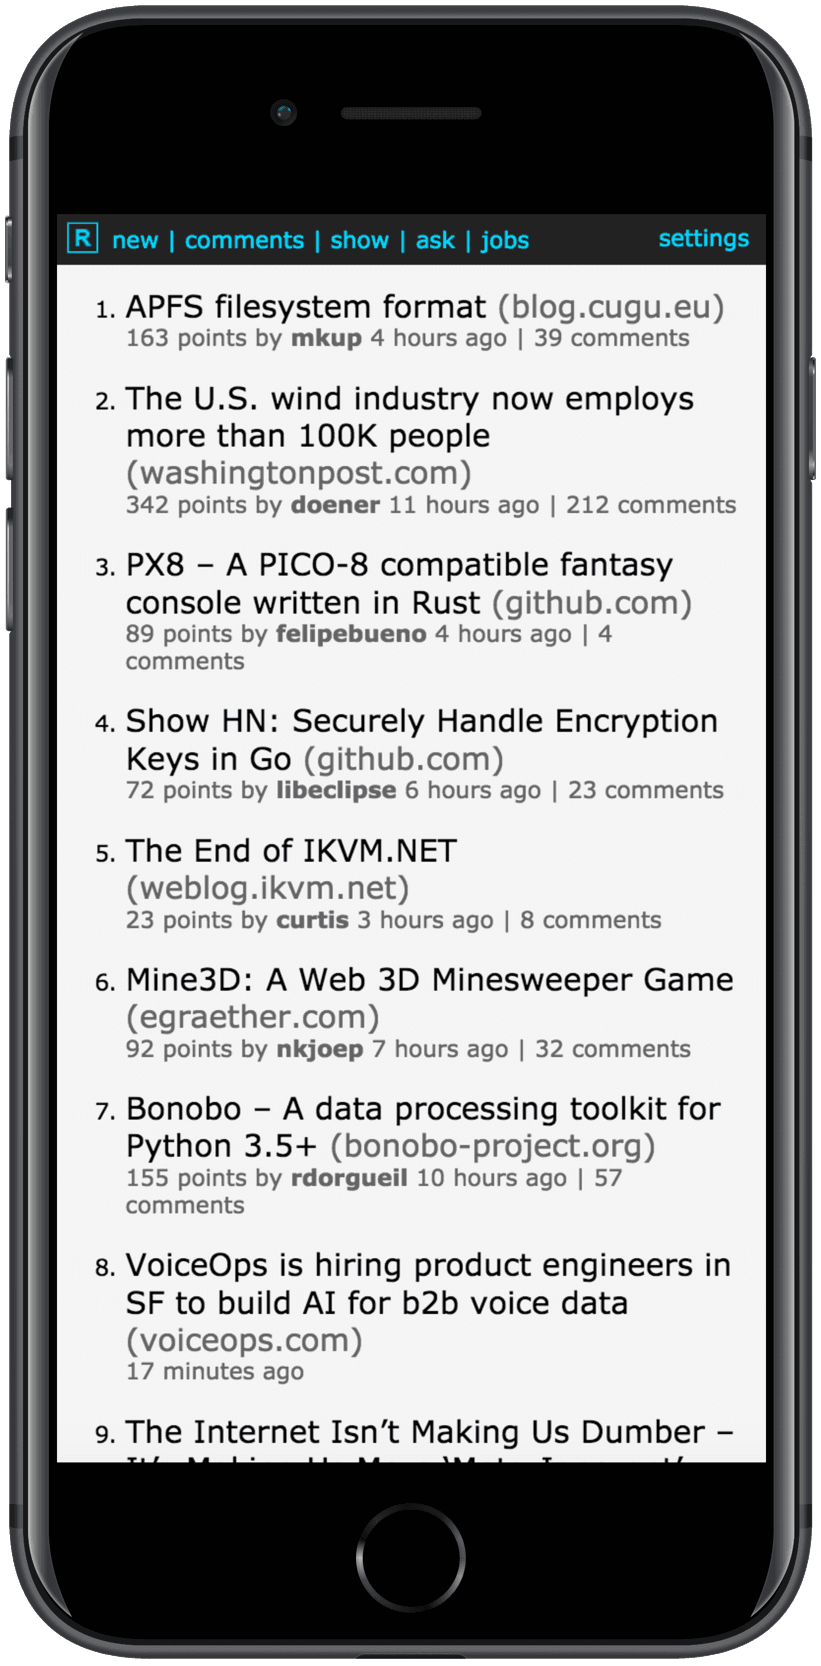 R new | comments | show | ask | jobs settings
1. APFS filesystem format (blog.cugu.eu)
163 points by mkup 4 hours ago | 39 comments
2. The U.S. wind industry now employs
more than 100K people
(washingtonpost.com)
342 points by doener 11 hours ago | 212 comments
3. PX8 – A PICO-8 compatible fantasy
console written in Rust (github.com)
89 points by felipebueno 4 hours ago | 4
comments
4. Show HN: Securely Handle Encryption
Keys in Go (github.com)
72 points by libeclipse 6 hours ago | 23 comments
5. The End of IKVM.NET
(weblog.ikvm.net)
23 points by curtis 3 hours ago | 8 comments
6. Mine3D: A Web 3D Minesweeper Game
(egraether.com)
92 points by nkjoep 7 hours ago | 32 comments
7. Bonobo – A data processing toolkit for
Python 3.5+ (bonobo-project.org)
155 points by rdorgueil 10 hours ago | 57
comments
8. VoiceOps is hiring product engineers in
SF to build AI for b2b voice data
(voiceops.com)
17 minutes ago
9. The Internet Isn’t Making Us Dumber –